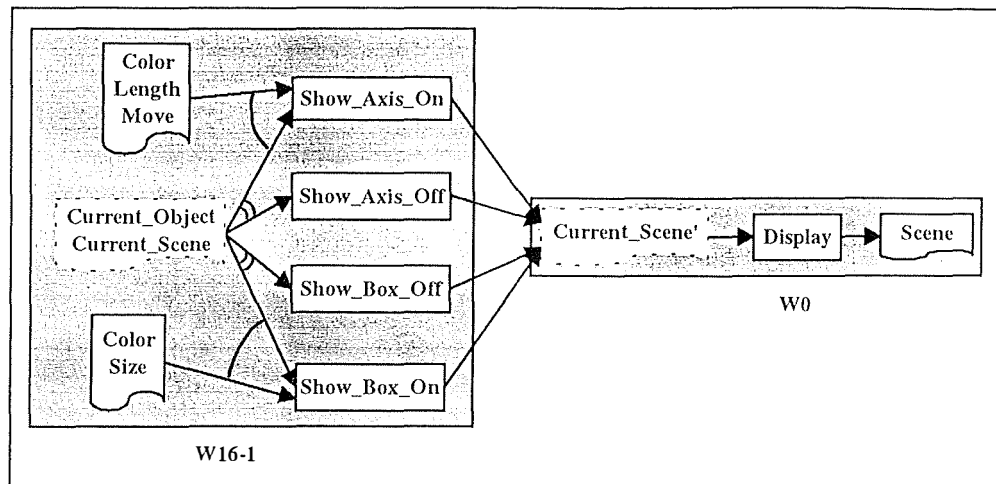 Color
Length
Move
Show_Axis_On
Show_Axis_Off
Current_Object
Current_Scene
Show_Box_Off
Color
Size
Show_Box_On
W16-1
Current_Scene'
Display
Scene
W0